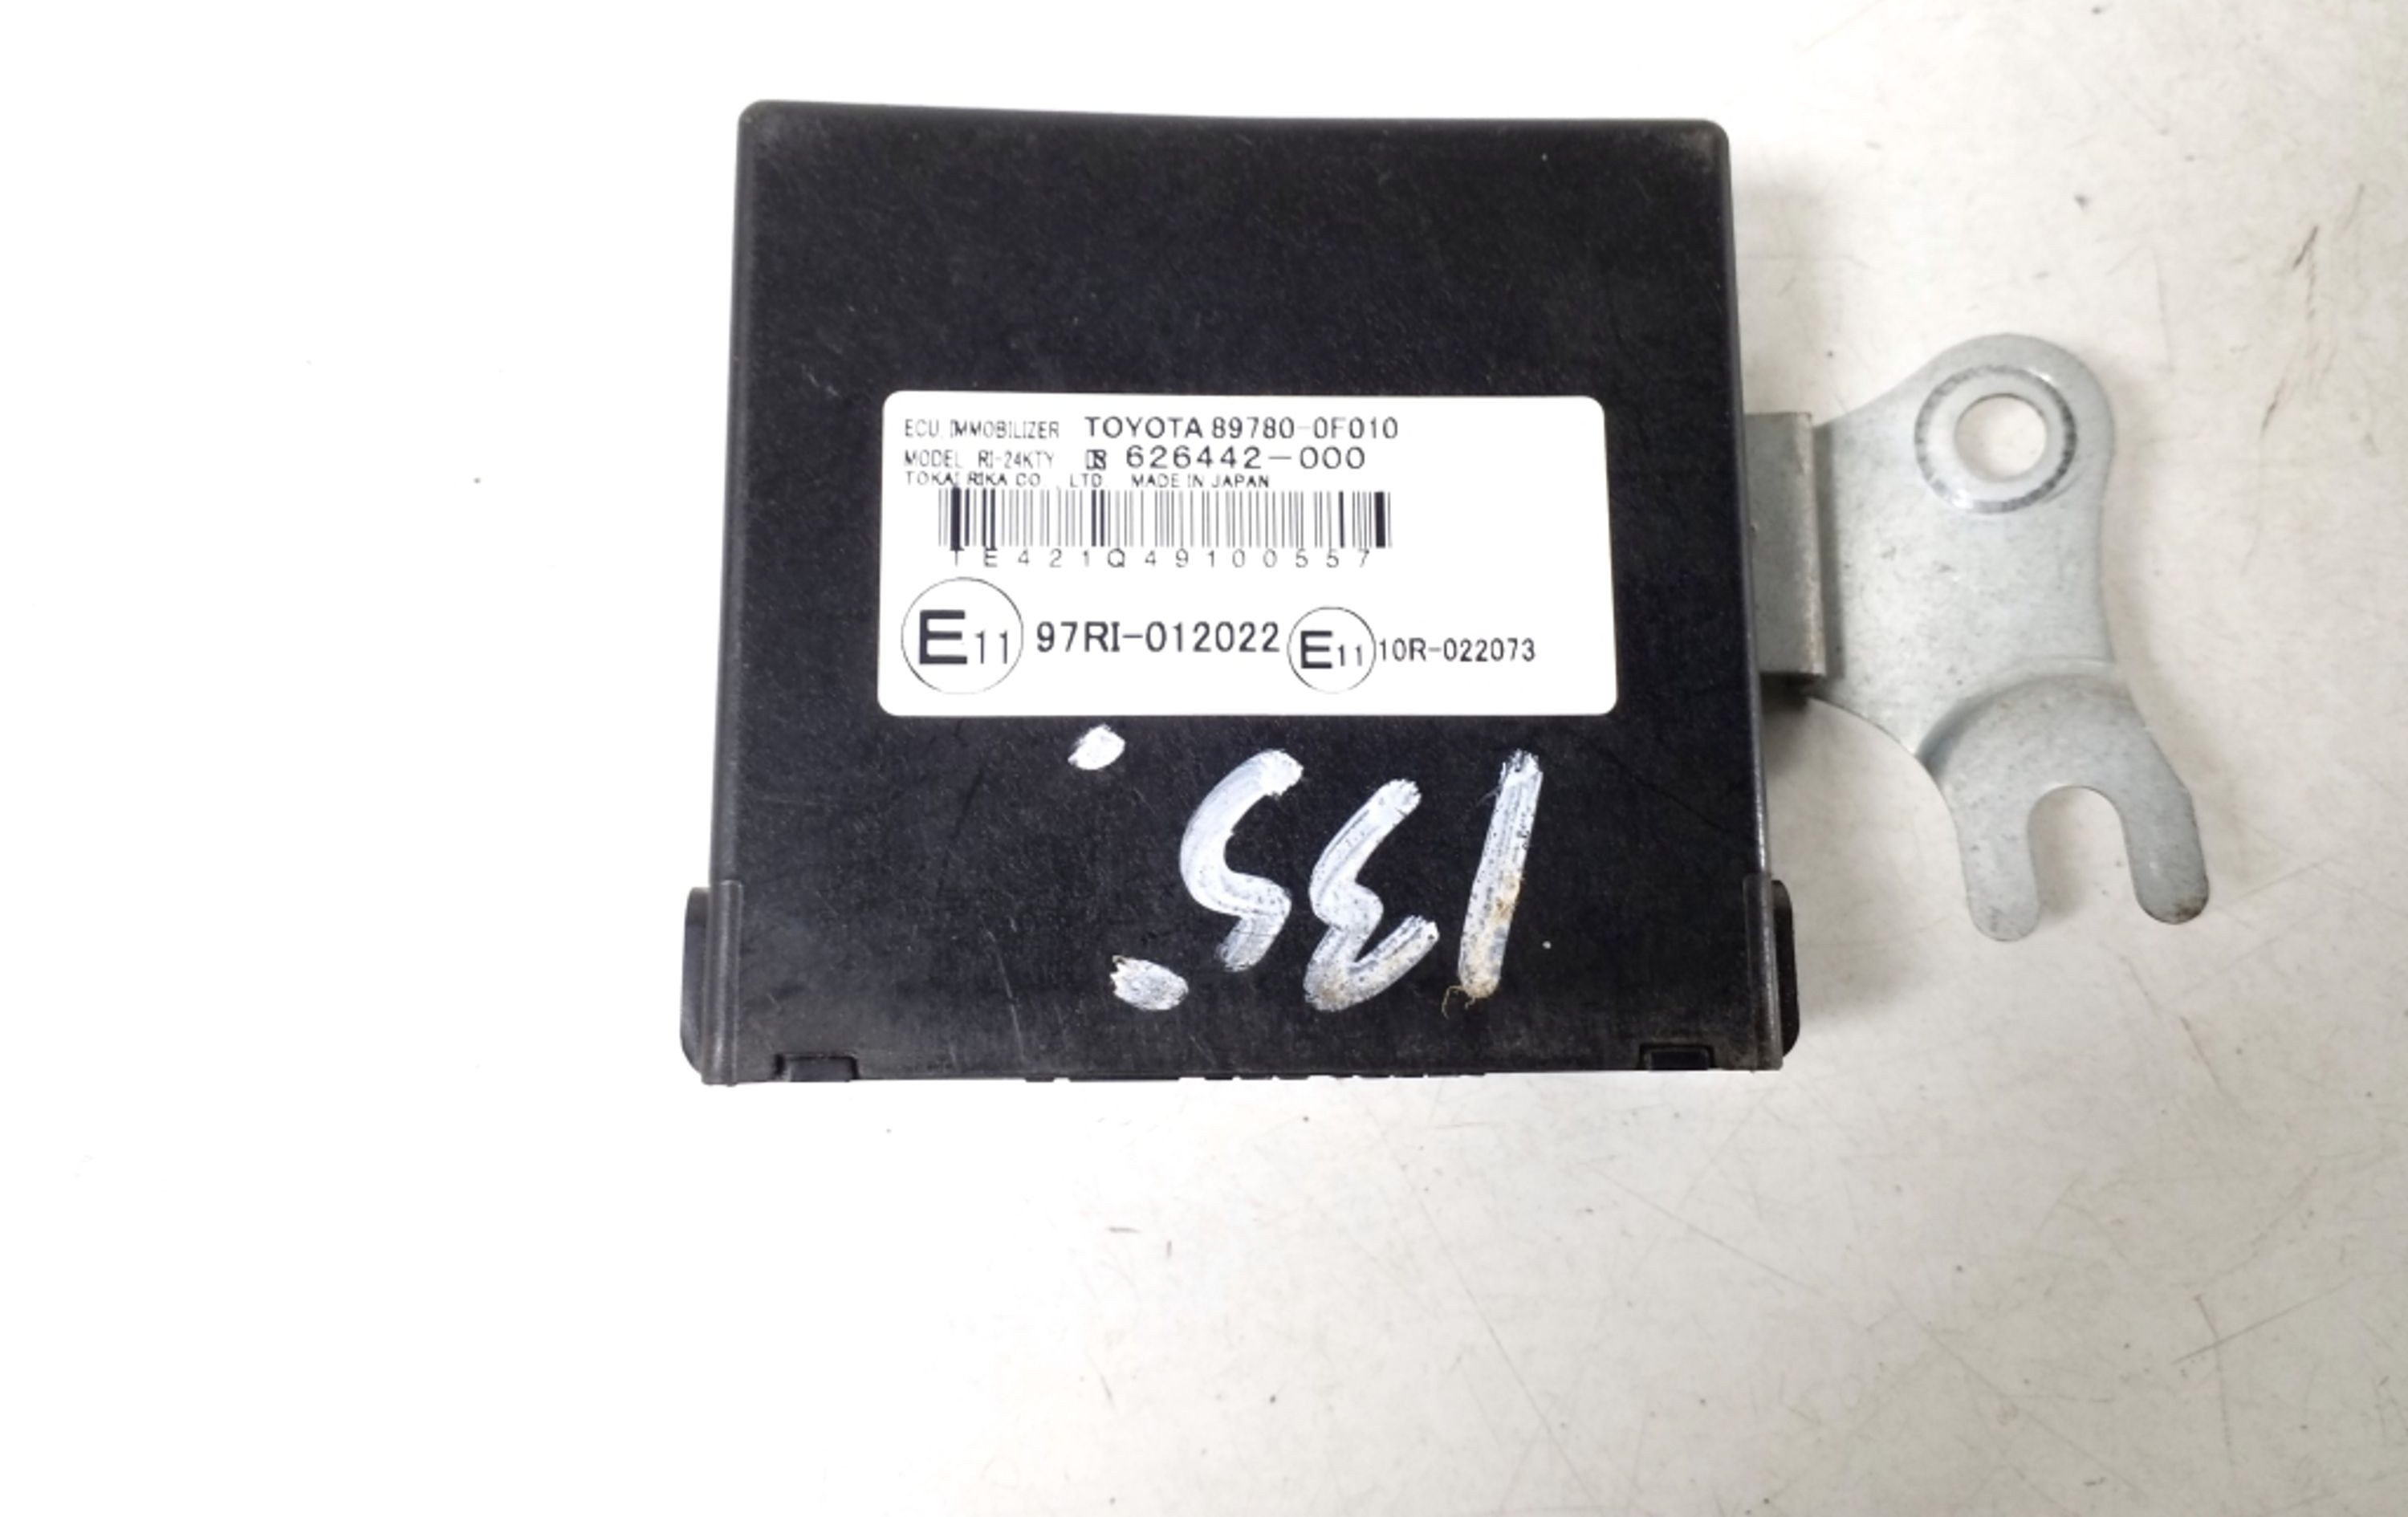 ECU, IMMOBILIZER TOYOTA 89780-0F010
MODEL RI-24KTY 626442-000
TOKAI RIKA CO., LTD. MADE IN JAPAN
TE421Q49100557
E11 97RI-012022 E11 10R-022073
135